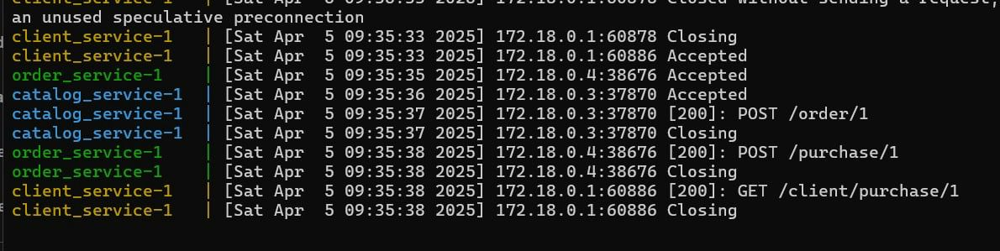 client_service-1   | [Sat Apr  5 09:35:33 2025] 172.18.0.1:60878 Closed without sending a request;
an unused speculative preconnection
client_service-1   | [Sat Apr  5 09:35:33 2025] 172.18.0.1:60878 Closing
client_service-1   | [Sat Apr  5 09:35:33 2025] 172.18.0.1:60886 Accepted
order_service-1    | [Sat Apr  5 09:35:35 2025] 172.18.0.4:38676 Accepted
catalog_service-1  | [Sat Apr  5 09:35:36 2025] 172.18.0.3:37870 Accepted
catalog_service-1  | [Sat Apr  5 09:35:37 2025] 172.18.0.3:37870 [200]: POST /order/1
catalog_service-1  | [Sat Apr  5 09:35:37 2025] 172.18.0.3:37870 Closing
order_service-1    | [Sat Apr  5 09:35:38 2025] 172.18.0.4:38676 [200]: POST /purchase/1
order_service-1    | [Sat Apr  5 09:35:38 2025] 172.18.0.4:38676 Closing
client_service-1   | [Sat Apr  5 09:35:38 2025] 172.18.0.1:60886 [200]: GET /client/purchase/1
client_service-1   | [Sat Apr  5 09:35:38 2025] 172.18.0.1:60886 Closing